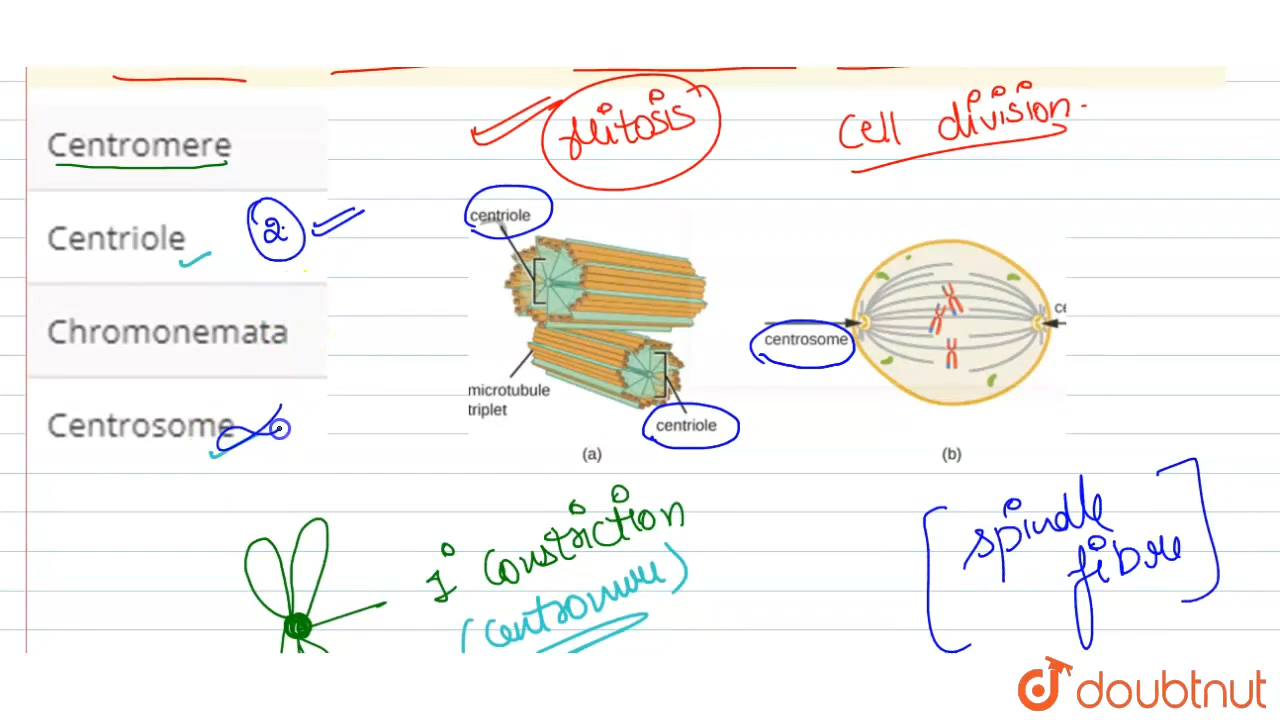 Centromere
Centriole
2
Chromonemata
Centrosome
Mitosis
Cell division.
centriole
microtubule
triplet
centriole
(a)
centrosome
ce
(b)
1° Constriction
(Centromere)
[spindle
fibre]
doubtnut